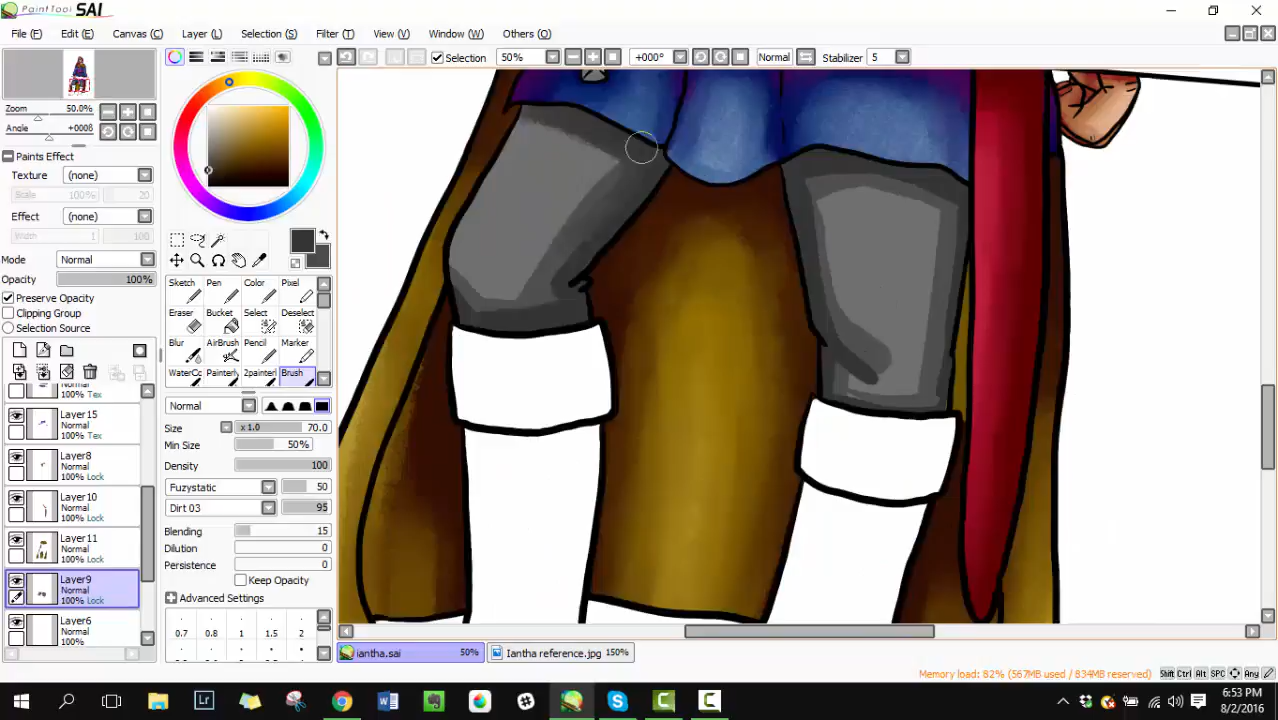 PaintTool SAI
File (F) Edit (E) Canvas (C) Layer (L) Selection (S) Filter (T) View (V) Window (W) Others (O)
Selection 50% +000° Normal Stabilizer 5
Zoom 50.0%
Angle +000β
Paints Effect
Texture (none)
Scale 100% 20
Effect (none)
Width 1 100
Mode Normal
Opacity 100%
Preserve Opacity
Clipping Group
Selection Source
Normal
100% Tex
Layer15
Normal
100% Tex
Layer8
Normal
100% Lock
Layer10
Normal
100% Lock
Layer11
Normal
100% Lock
Layer9
Normal
100% Lock
Layer6
Normal
100%
Sketch Pen Color Pixel
Eraser Bucket Select Deselect
Blur AirBrush Pencil Marker
WaterCo Painterly 2painterl Brush
Normal
Size x 1.0 70.0
Min Size 50%
Density 100
Fuzystatic 50
Dirt 03 95
Blending 15
Dilution 0
Persistence 0
Keep Opacity
Advanced Settings
0.7 0.8 1 1.5 2
iantha.sai 50% Iantha reference.jpg 150%
Memory load: 82% (567MB used / 834MB reserved) Shift Ctrl Alt SPC Any
6:53 PM
8/2/2016